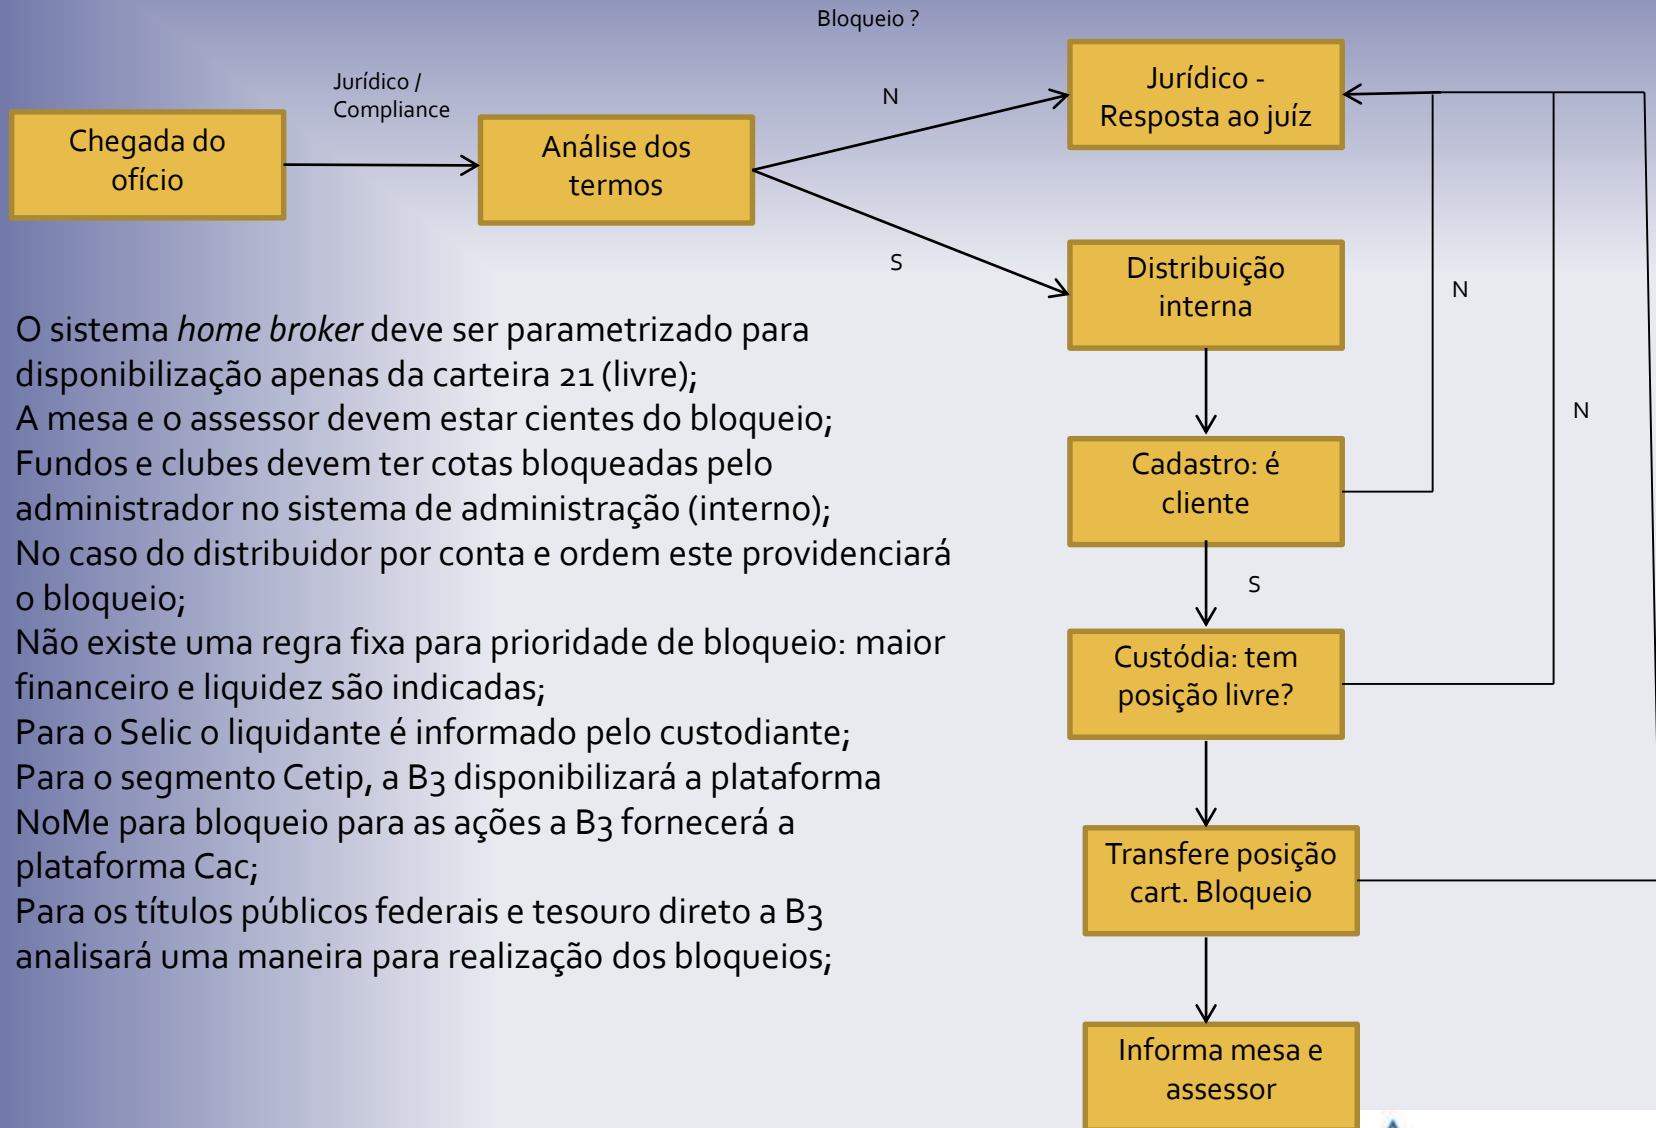 Bloqueio ?
Jurídico /
Compliance
Chegada do
ofício
Análise dos
termos
N
S
Jurídico -
Resposta ao juíz
Distribuição
interna
N
Cadastro: é
cliente
N
S
Custódia: tem
posição livre?
Transfere posição
cart. Bloqueio
Informa mesa e
assessor
O sistema home broker deve ser parametrizado para
disponibilização apenas da carteira 21 (livre);
A mesa e o assessor devem estar cientes do bloqueio;
Fundos e clubes devem ter cotas bloqueadas pelo
administrador no sistema de administração (interno);
No caso do distribuidor por conta e ordem este providenciará
o bloqueio;
Não existe uma regra fixa para prioridade de bloqueio: maior
financeiro e liquidez são indicadas;
Para o Selic o liquidante é informado pelo custodiante;
Para o segmento Cetip, a B3 disponibilizará a plataforma
NoMe para bloqueio para as ações a B3 fornecerá a
plataforma Cac;
Para os títulos públicos federais e tesouro direto a B3
analisará uma maneira para realização dos bloqueios;